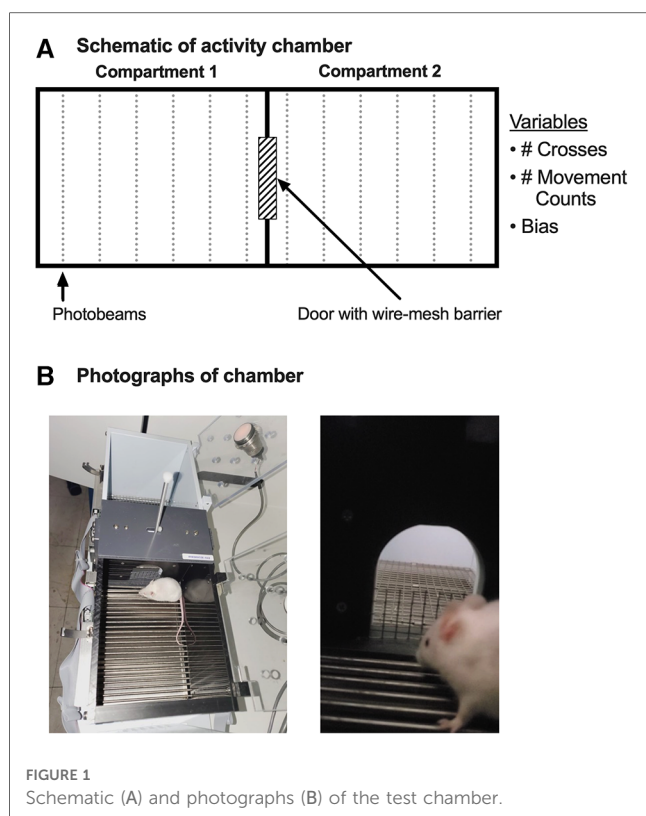 A Schematic of activity chamber
Compartment 1 Compartment 2
Variables
• # Crosses
• # Movement
Counts
• Bias
Photobeams
Door with wire-mesh barrier
B Photographs of chamber
FIGURE 1
Schematic (A) and photographs (B) of the test chamber.